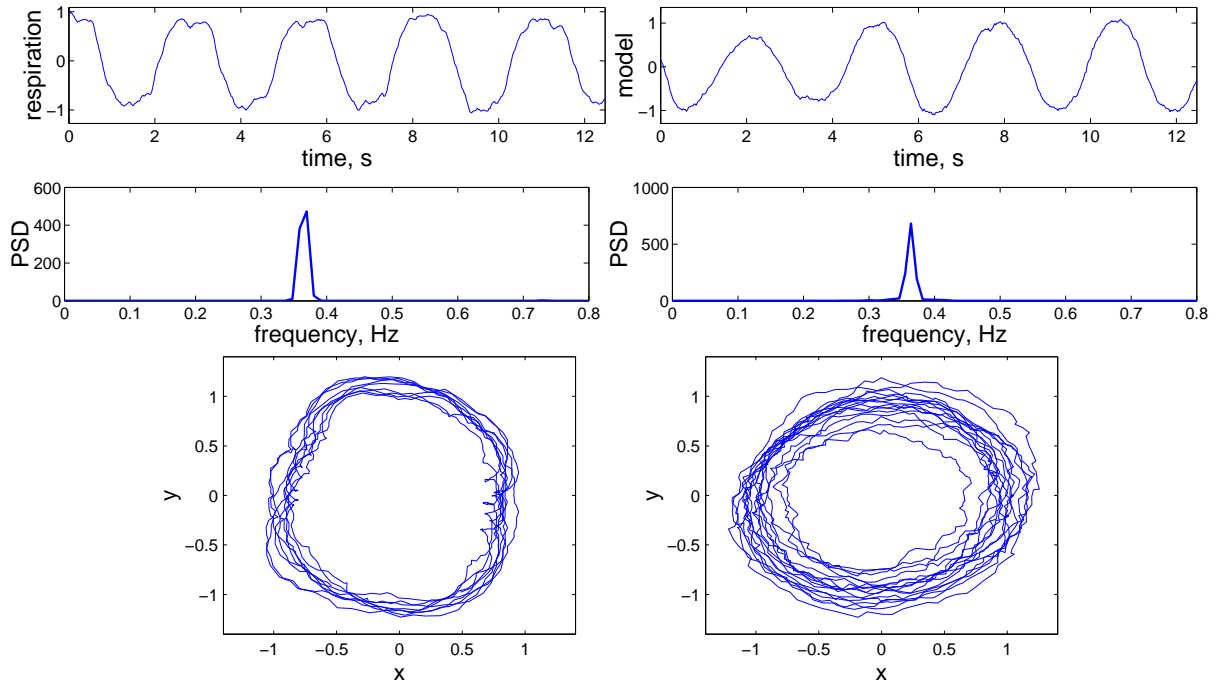 1
0
−1
respiration
0 2 4 6 8 10 12
time, s
1
0
−1
model
0 2 4 6 8 10 12
time, s
600
400
200
0
PSD
0 0.1 0.2 0.3 0.4 0.5 0.6 0.7 0.8
frequency, Hz
1000
500
0
PSD
0 0.1 0.2 0.3 0.4 0.5 0.6 0.7 0.8
frequency, Hz
1
0.5
0
−0.5
−1
y
−1 −0.5 0 0.5 1
x
1
0.5
0
−0.5
−1
y
−1 −0.5 0 0.5 1
x